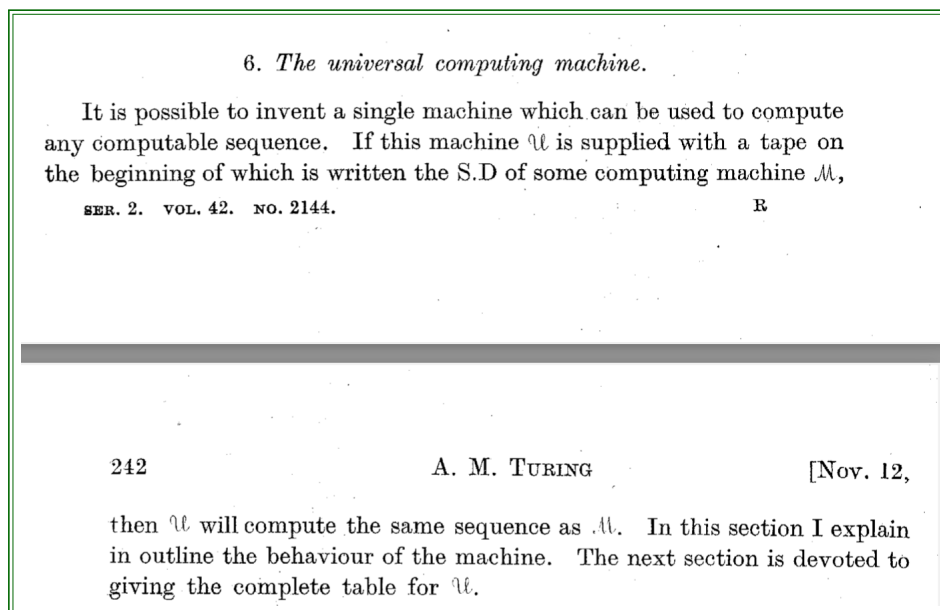 6. The universal computing machine.
It is possible to invent a single machine which can be used to compute
any computable sequence. If this machine 𝒰 is supplied with a tape on
the beginning of which is written the S.D of some computing machine ℳ,
SER. 2. VOL. 42. NO. 2144. R
242 A. M. TURING [Nov. 12,
then 𝒰 will compute the same sequence as ℳ. In this section I explain
in outline the behaviour of the machine. The next section is devoted to
giving the complete table for 𝒰.